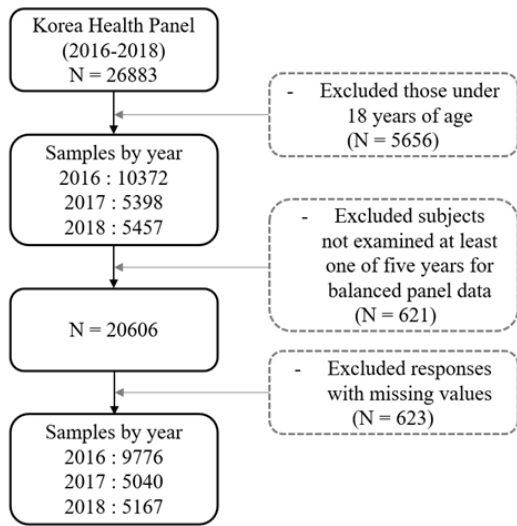 Korea Health Panel
(2016-2018)
N = 26883
- Excluded those under
18 years of age
(N = 5656)
Samples by year
2016 : 10372
2017 : 5398
2018 : 5457
- Excluded subjects
not examined at least
one of five years for
balanced panel data
(N = 621)
N = 20606
- Excluded responses
with missing values
(N = 623)
Samples by year
2016 : 9776
2017 : 5040
2018 : 5167